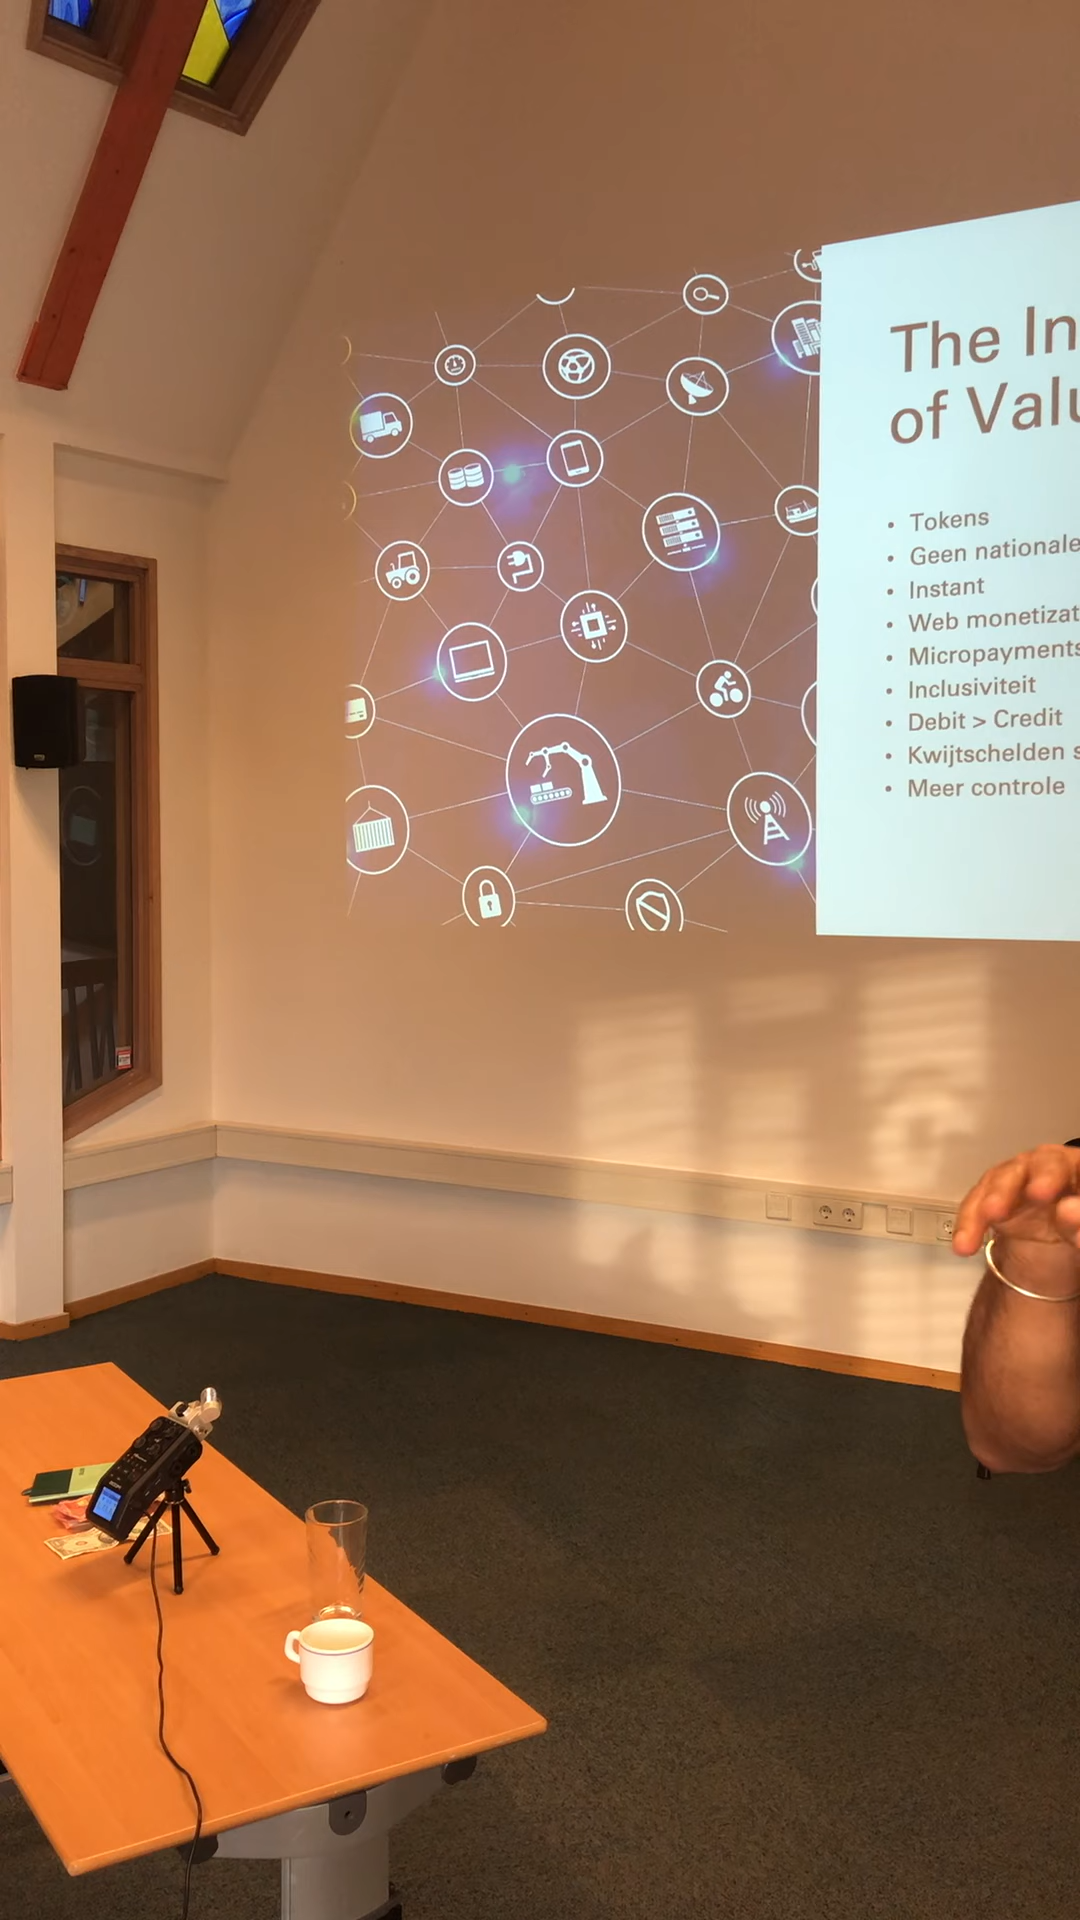 The In
of Valu
• Tokens
• Geen nationale
• Instant
• Web monetizat
• Micropayments
• Inclusiviteit
• Debit > Credit
• Kwijtschelden s
• Meer controle